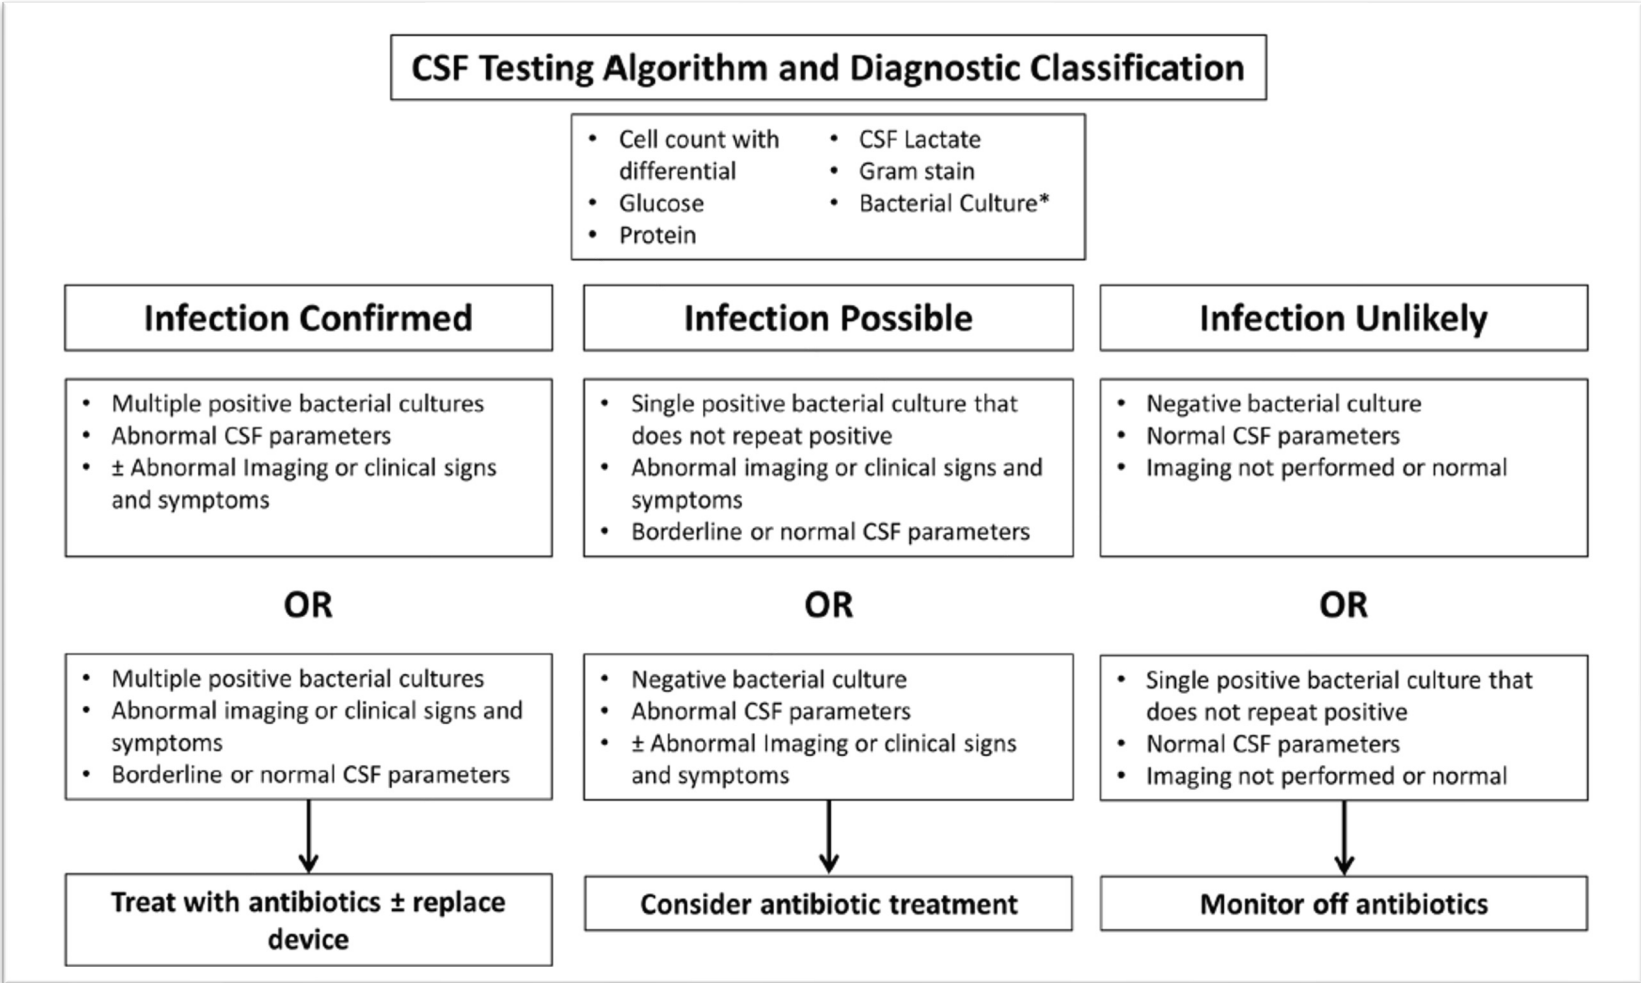 CSF Testing Algorithm and Diagnostic Classification
• Cell count with
differential
• Glucose
• Protein
• CSF Lactate
• Gram stain
• Bacterial Culture*
Infection Confirmed
• Multiple positive bacterial cultures
• Abnormal CSF parameters
• ± Abnormal Imaging or clinical signs
and symptoms
OR
• Multiple positive bacterial cultures
• Abnormal imaging or clinical signs and
symptoms
• Borderline or normal CSF parameters
Treat with antibiotics ± replace
device
Infection Possible
• Single positive bacterial culture that
does not repeat positive
• Abnormal imaging or clinical signs and
symptoms
• Borderline or normal CSF parameters
OR
• Negative bacterial culture
• Abnormal CSF parameters
• ± Abnormal Imaging or clinical signs
and symptoms
Consider antibiotic treatment
Infection Unlikely
• Negative bacterial culture
• Normal CSF parameters
• Imaging not performed or normal
OR
• Single positive bacterial culture that
does not repeat positive
• Normal CSF parameters
• Imaging not performed or normal
Monitor off antibiotics